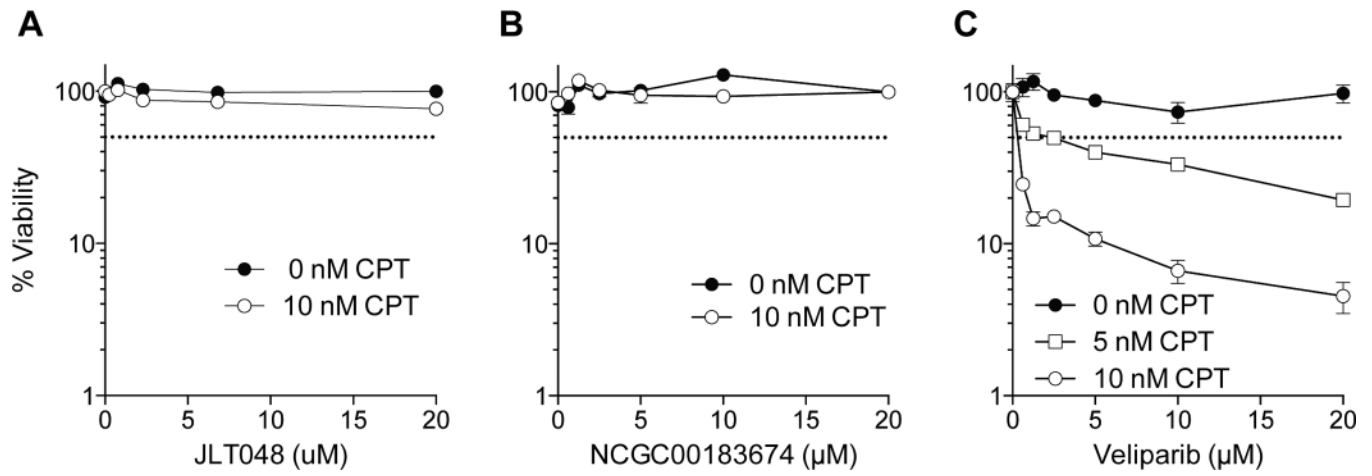 A
B
C
% Viability
100
10
1
0 nM CPT
10 nM CPT
0
5
10
15
20
JLT048 (uM)
100
10
1
0 nM CPT
10 nM CPT
0
5
10
15
20
NCGC00183674 (µM)
100
10
1
0 nM CPT
5 nM CPT
10 nM CPT
0
5
10
15
20
Veliparib (µM)